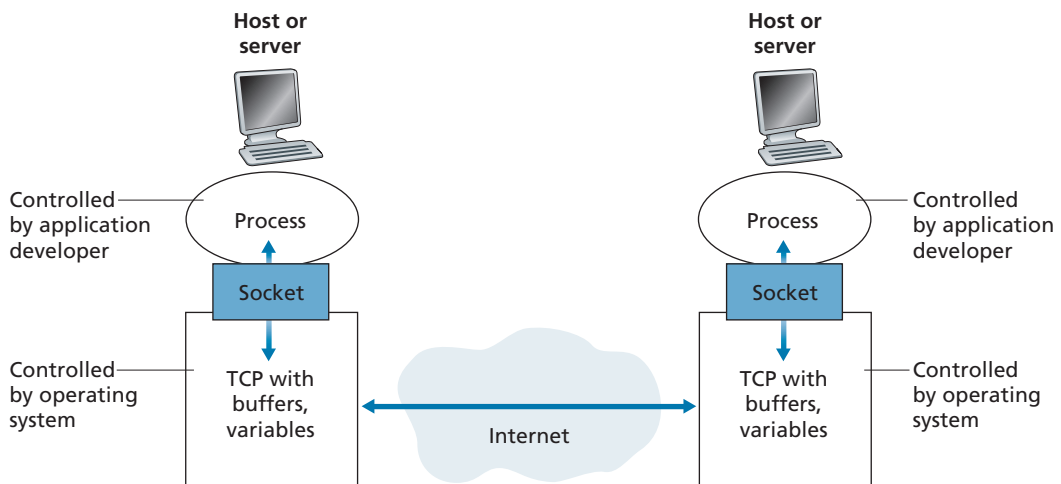 Host or
server
Host or
server
Controlled
by application
developer
Process
Process
Controlled
by application
developer
Socket
Socket
Controlled
by operating
system
TCP with
buffers,
variables
Internet
TCP with
buffers,
variables
Controlled
by operating
system